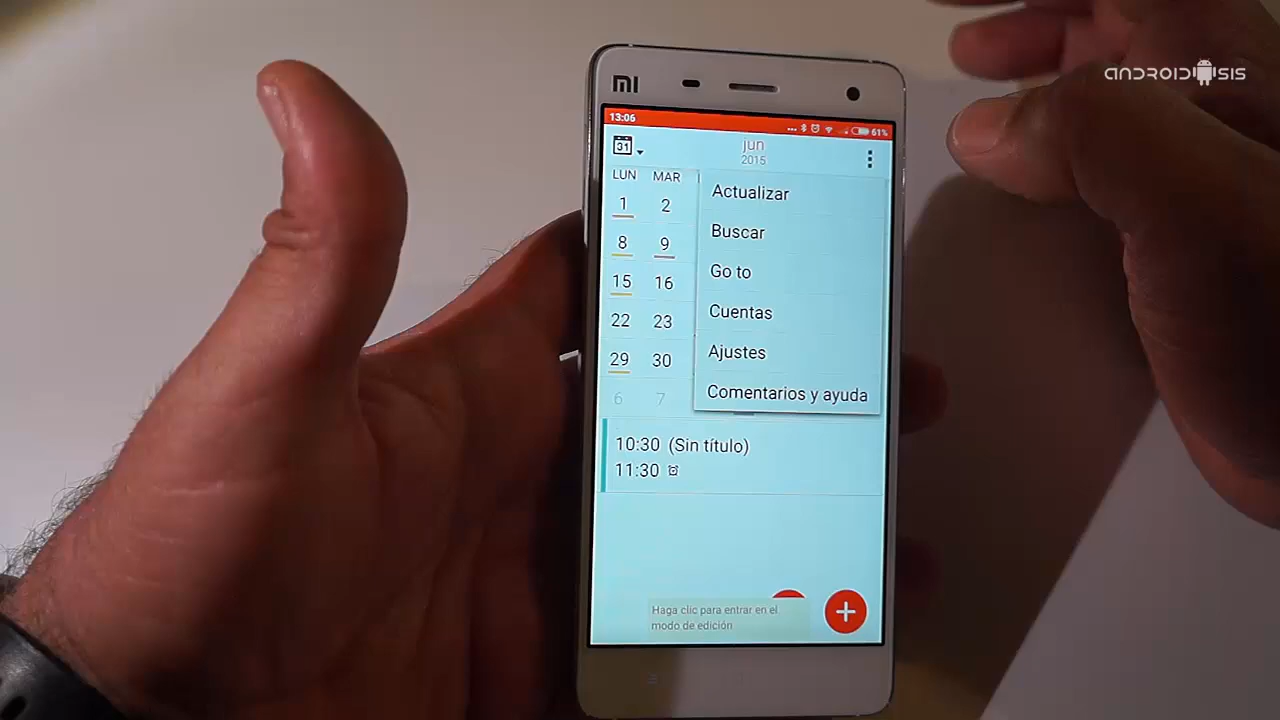 ANDROIDSIS
MI
13:06
61%
31
jun
2015
LUN MAR
1 2
8 9
15 16
22 23
29 30
6 7
Actualizar
Buscar
Go to
Cuentas
Ajustes
Comentarios y ayuda
10:30 (Sin título)
11:30
Haga clic para entrar en el
modo de edición